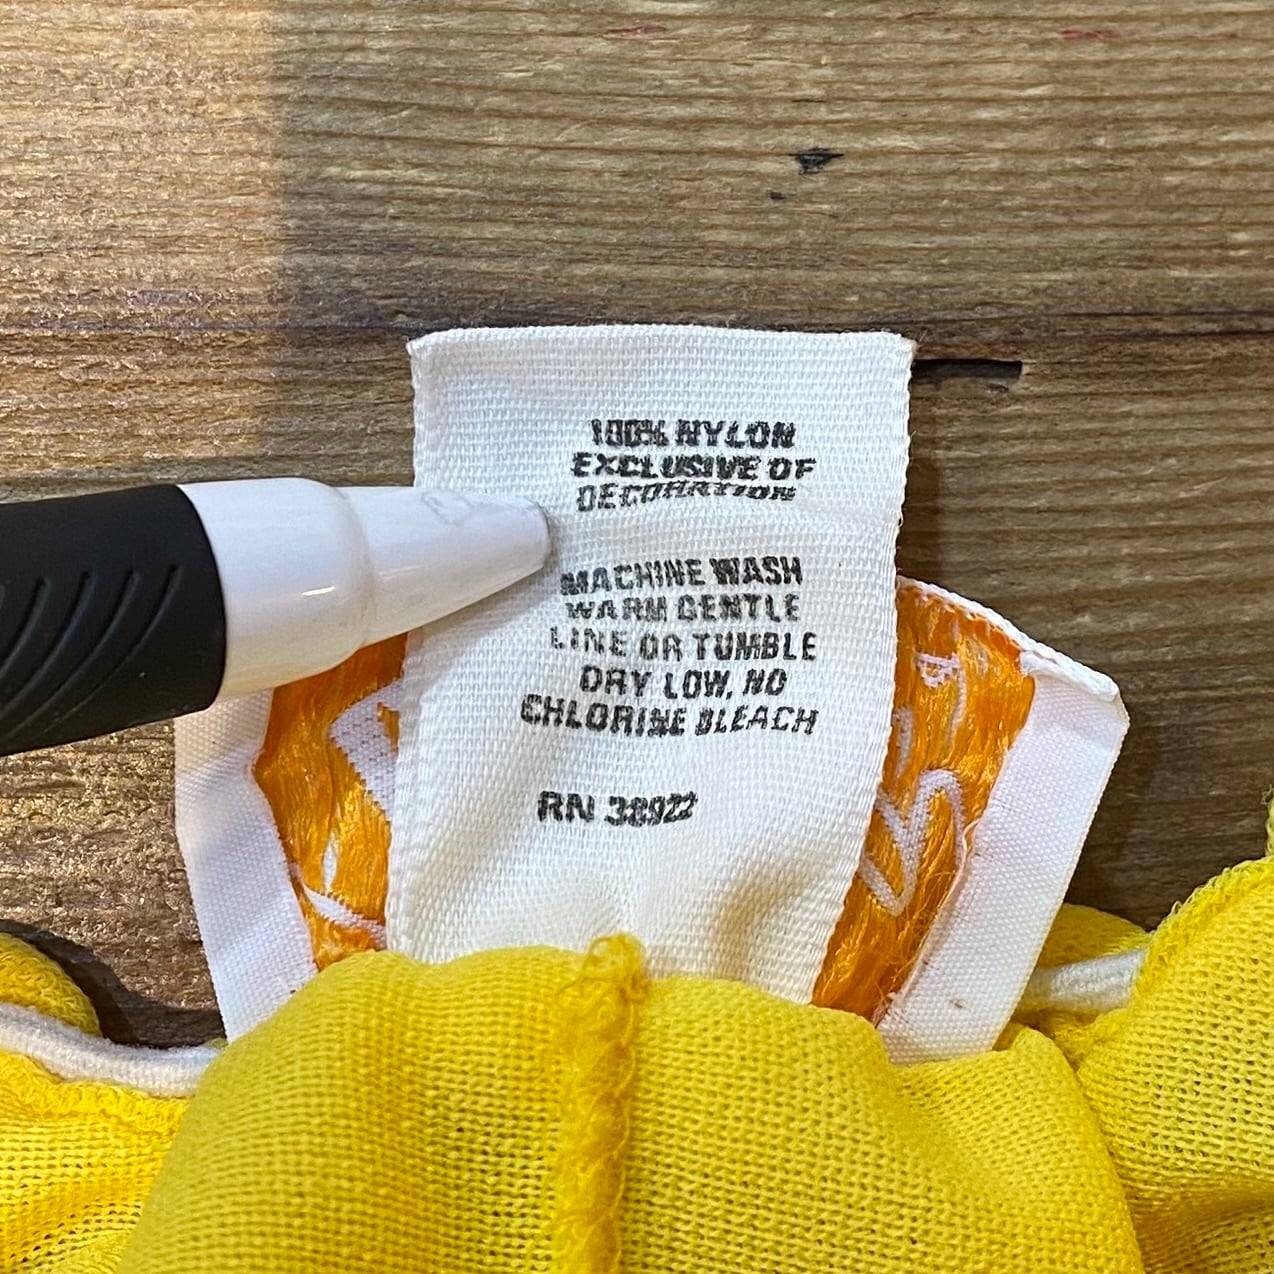 100% NYLON
EXCLUSIVE OF
DECORATION
MACHINE WASH
WARM GENTLE
LINE OR TUMBLE
DRY LOW, NO
CHLORINE BLEACH
RN 38922